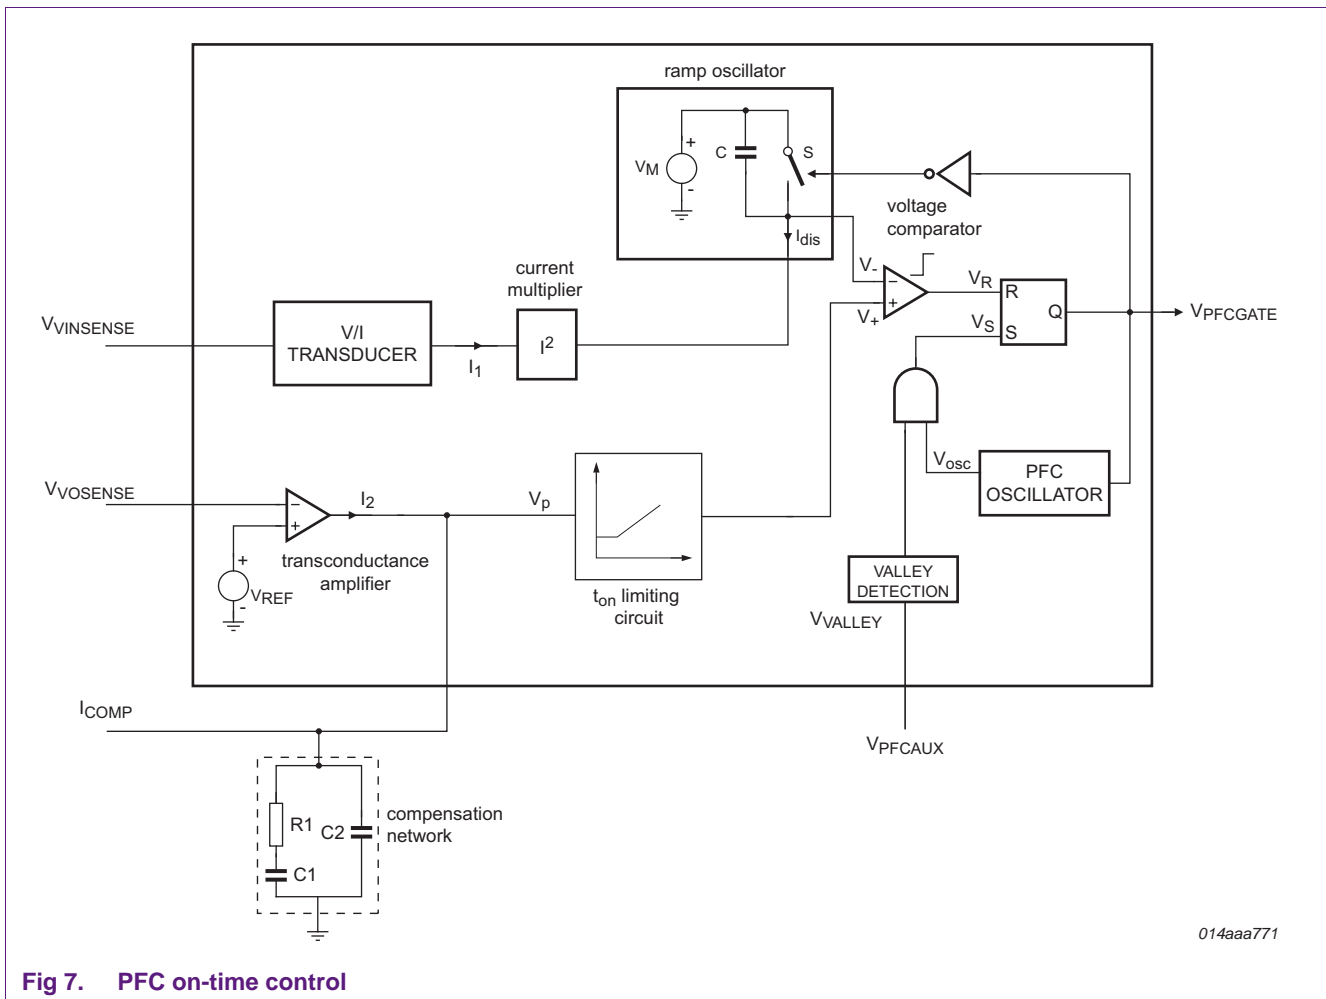 ramp oscillator
VM
+
-
C
S
Idis
voltage
comparator
current
multiplier
V-
−
V+
+
VR
R
Q
VS
S
VPFCGATE
VVINSENSE
V/I
TRANSDUCER
I1
I2
VVOSENSE
−
+
I2
Vp
Vosc
PFC
OSCILLATOR
transconductance
amplifier
+
VREF
-
ton limiting
circuit
VALLEY
DETECTION
VVALLEY
ICOMP
VPFCAUX
R1
C2
C1
compensation
network
014aaa771
Fig 7. PFC on-time control